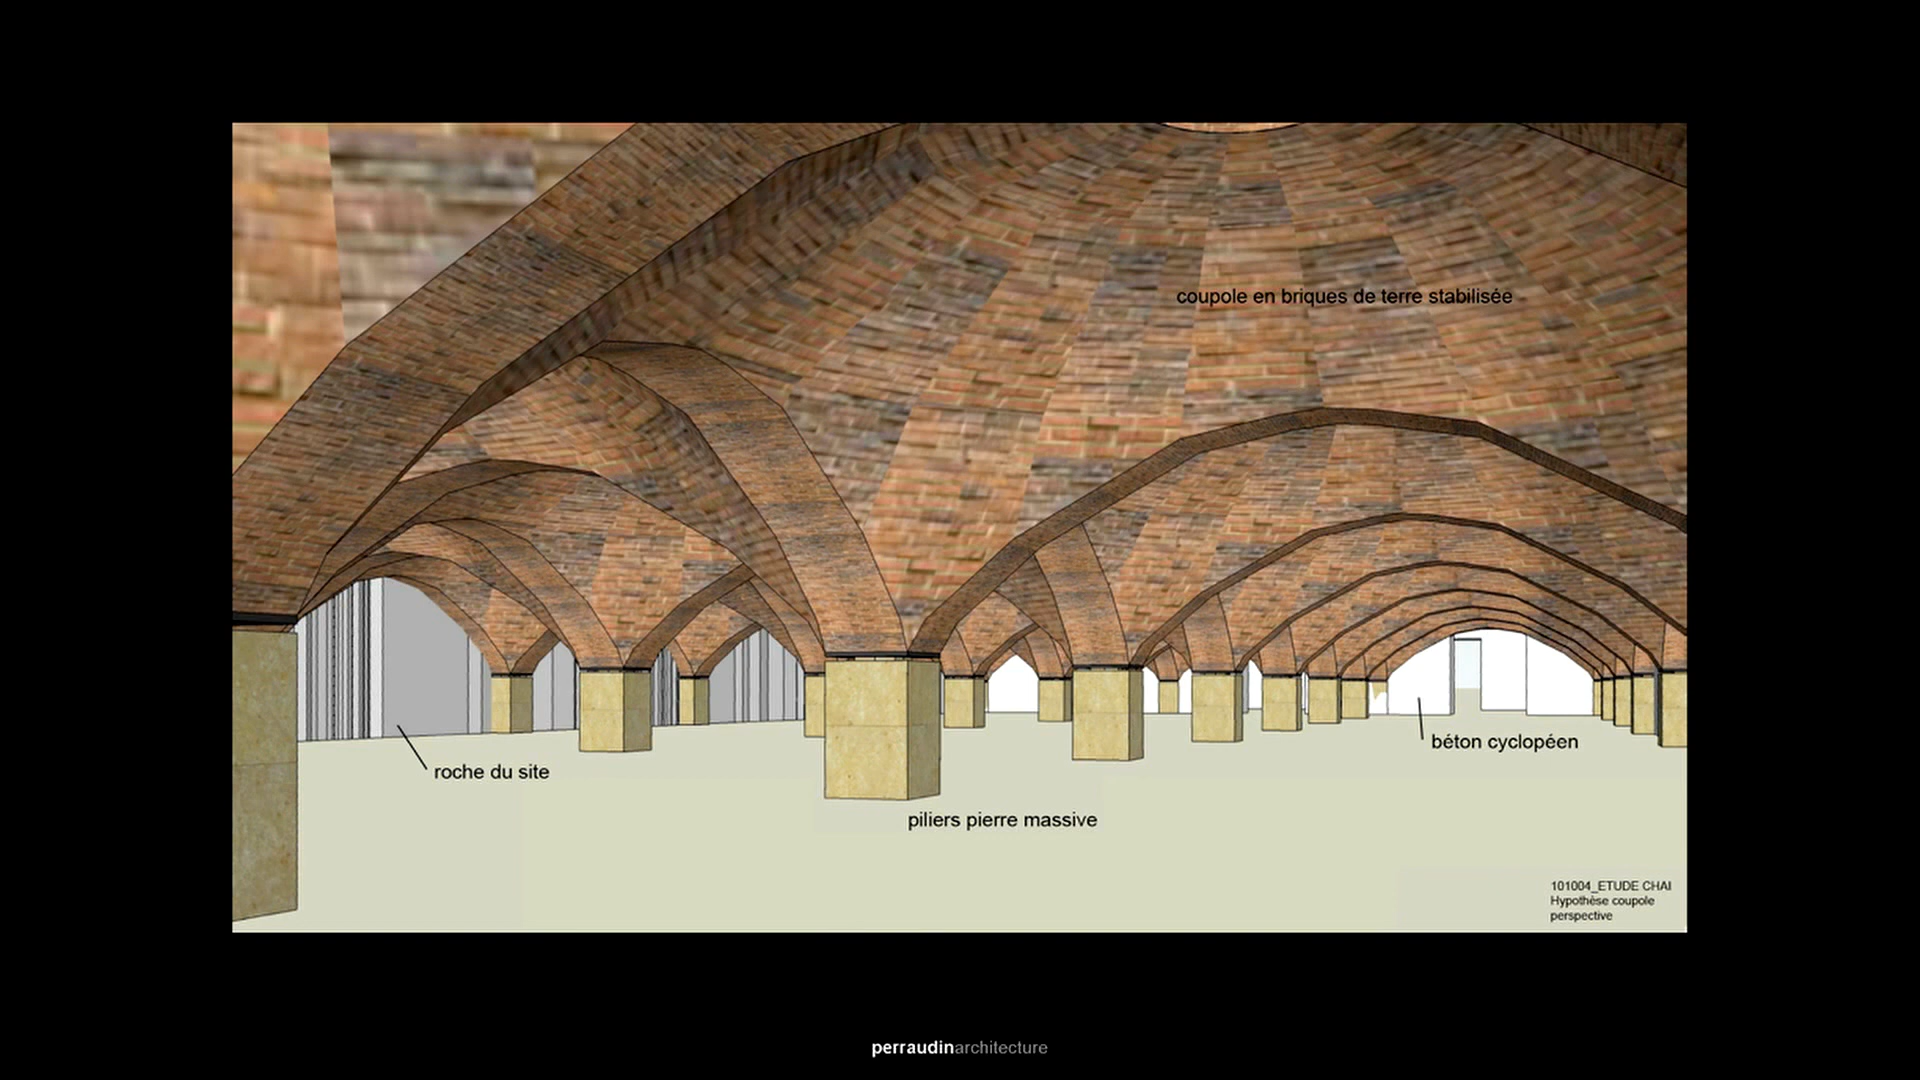 coupole en briques de terre stabilisée
béton cyclopéen
roche du site
piliers pierre massive
101004_ETUDE CHAI
Hypothèse coupole
perspective
perraudinarchitecture